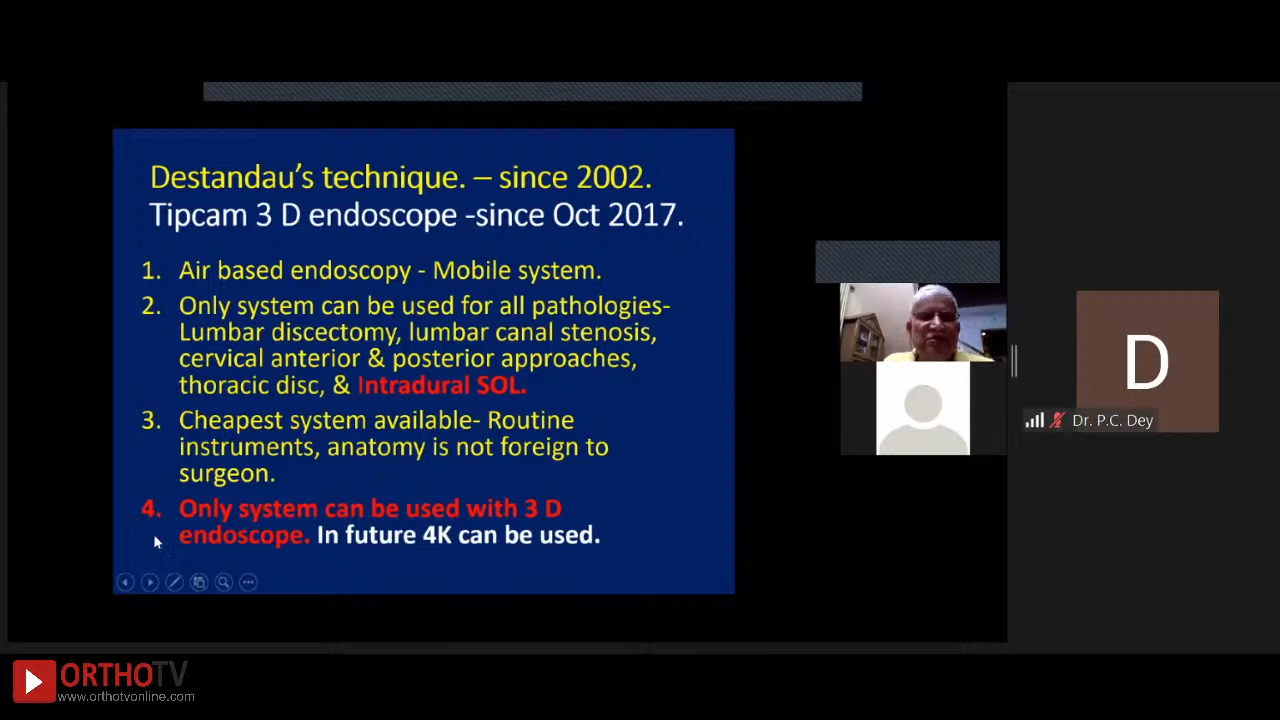 Destandau’s technique. – since 2002.
Tipcam 3 D endoscope -since Oct 2017.
1. Air based endoscopy - Mobile system.
2. Only system can be used for all pathologies-
Lumbar discectomy, lumbar canal stenosis,
cervical anterior & posterior approaches,
thoracic disc, & Intradural SOL.
3. Cheapest system available- Routine
instruments, anatomy is not foreign to
surgeon.
4. Only system can be used with 3 D
endoscope. In future 4K can be used.
D
Dr. P.C. Dey
ORTHOTV
www.orthotvonline.com